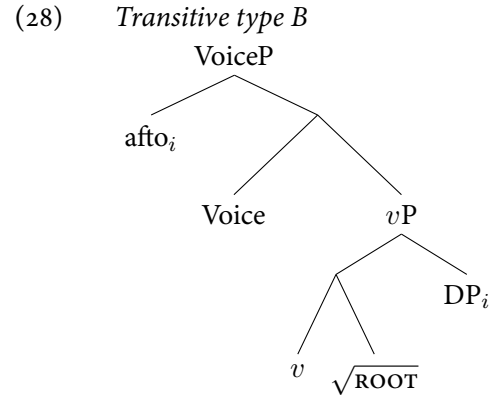 (28) Transitive type B
VoiceP
afto_i
Voice vP
DP_i
v √ROOT